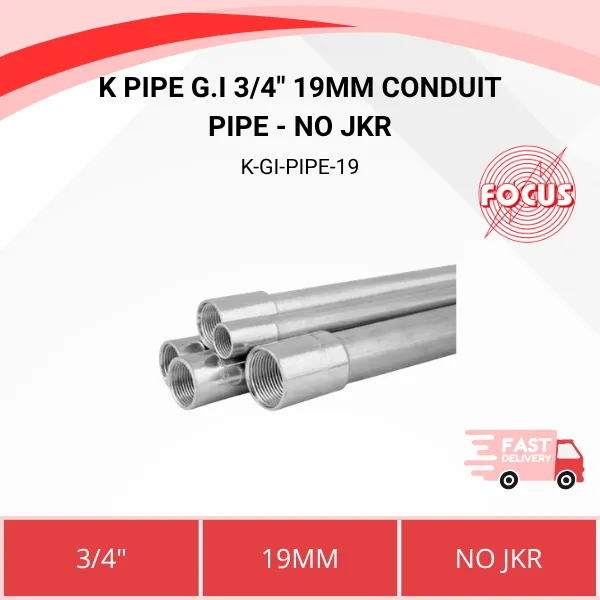 K PIPE G.I 3/4" 19MM CONDUIT
PIPE - NO JKR
K-GI-PIPE-19
FOCUS
FAST
DELIVERY
3/4"
19MM
NO JKR